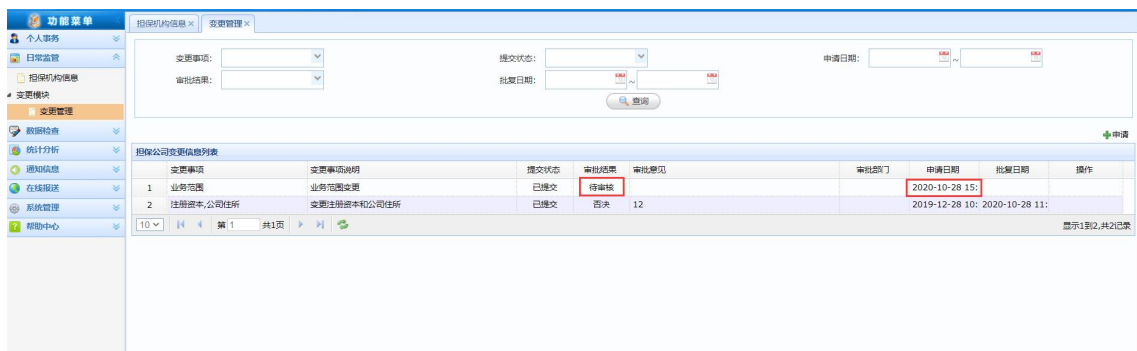 功能菜单
担保机构信息× 变更管理×
个人事务
日常监管
担保机构信息
变更模块
变更管理
数据检查
统计分析
通知信息
在线报送
系统管理
帮助中心
变更事项: 提交状态: 申请日期: ~
审批结果: 批复日期: ~
查询
申请
担保公司变更信息列表
变更事项 变更事项说明 提交状态 审批结果 审批意见 审批部门 申请日期 批复日期 操作
1 业务范围 业务范围变更 已提交 待审核 2020-10-28 15:
2 注册资本,公司住所 变更注册资本和公司住所 已提交 否决 12 2019-12-28 10: 2020-10-28 11:
10 第 1 共1页 显示1到2,共2记录